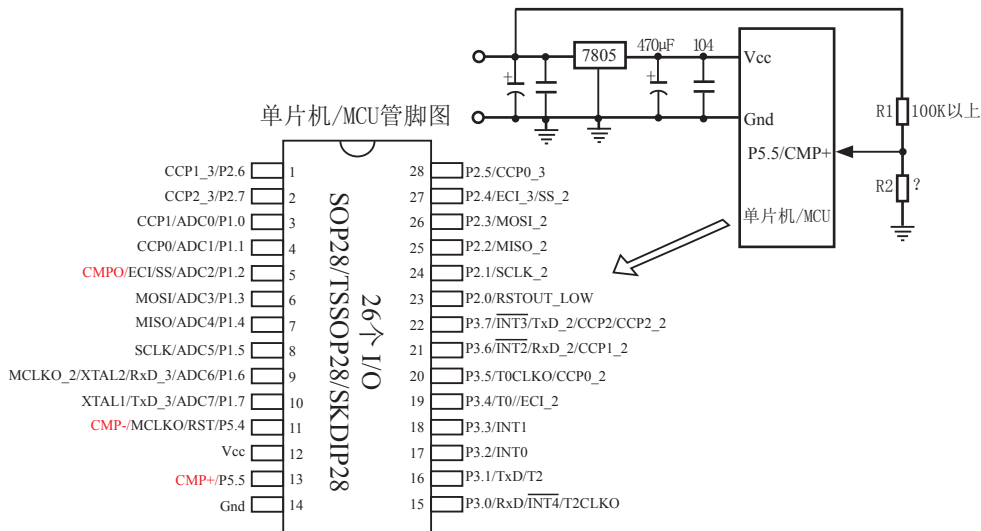 7805
470μF
104
Vcc
Gnd
P5.5/CMP+
单片机/MCU
R1
100K以上
R2
?
单片机/MCU管脚图
SOP28/TSSOP28/SKDIP28
26个 I/O
CCP1_3/P2.6 1
CCP2_3/P2.7 2
CCP1/ADC0/P1.0 3
CCP0/ADC1/P1.1 4
CMPO/ECI/SS/ADC2/P1.2 5
MOSI/ADC3/P1.3 6
MISO/ADC4/P1.4 7
SCLK/ADC5/P1.5 8
MCLKO_2/XTAL2/RxD_3/ADC6/P1.6 9
XTAL1/TxD_3/ADC7/P1.7 10
CMP-/MCLKO/RST/P5.4 11
Vcc 12
CMP+/P5.5 13
Gnd 14
28 P2.5/CCP0_3
27 P2.4/ECI_3/SS_2
26 P2.3/MOSI_2
25 P2.2/MISO_2
24 P2.1/SCLK_2
23 P2.0/RSTOUT_LOW
22 P3.7/INT3/TxD_2/CCP2/CCP2_2
21 P3.6/INT2/RxD_2/CCP1_2
20 P3.5/T0CLKO/CCP0_2
19 P3.4/T0//ECI_2
18 P3.3/INT1
17 P3.2/INT0
16 P3.1/TxD/T2
15 P3.0/RxD/INT4/T2CLKO